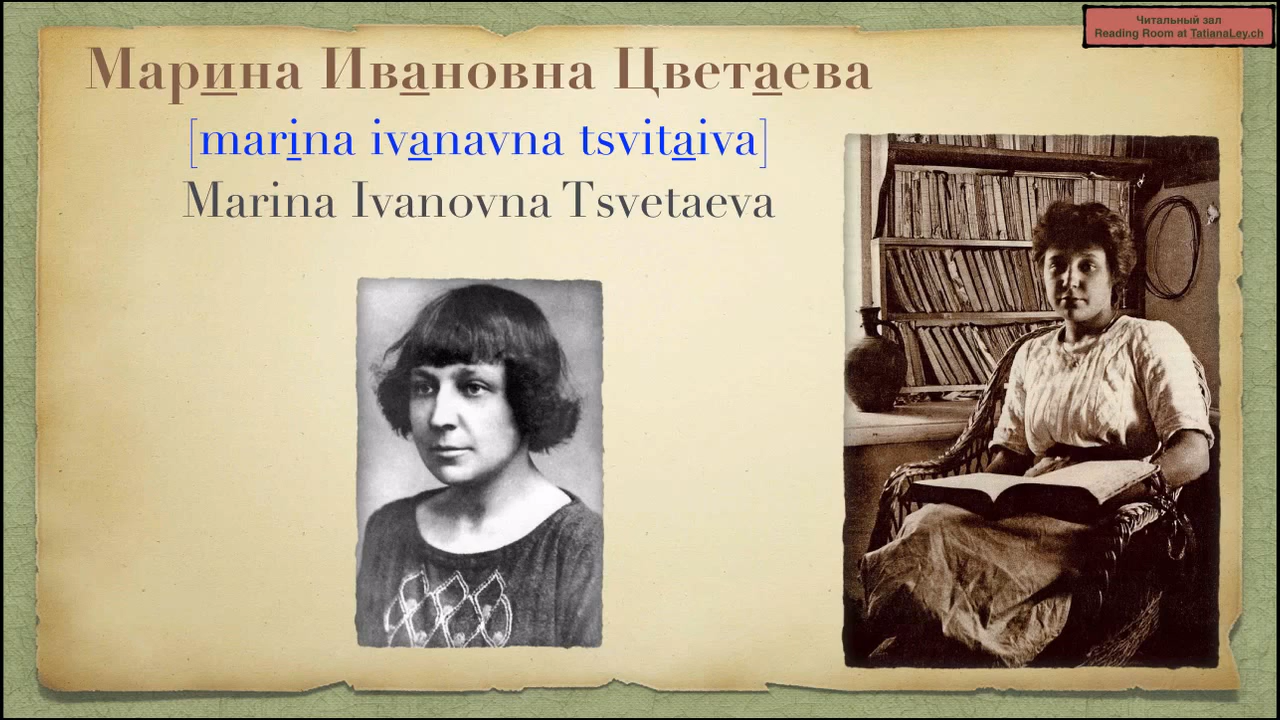 Читальный зал
Reading Room at TatianaLey.ch
Марина Ивановна Цветаева
[marina ivanavna tsvitaiva]
Marina Ivanovna Tsvetaeva